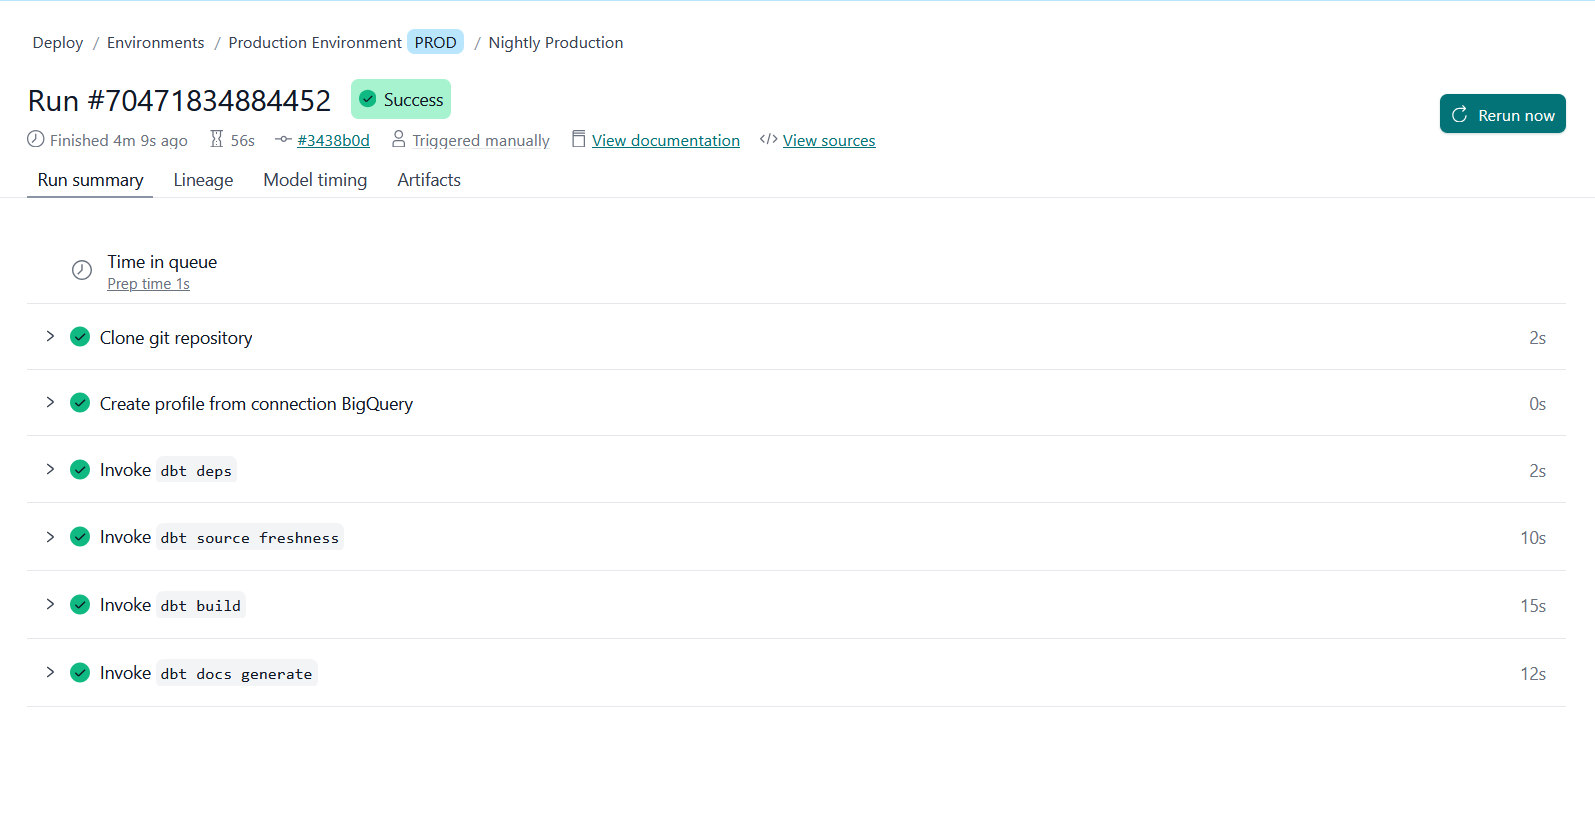 Deploy / Environments / Production Environment PROD / Nightly Production
Run #70471834884452 Success
Rerun now
Finished 4m 9s ago 56s #3438b0d Triggered manually View documentation </> View sources
Run summary Lineage Model timing Artifacts
Time in queue
Prep time 1s
Clone git repository 2s
Create profile from connection BigQuery 0s
Invoke dbt deps 2s
Invoke dbt source freshness 10s
Invoke dbt build 15s
Invoke dbt docs generate 12s